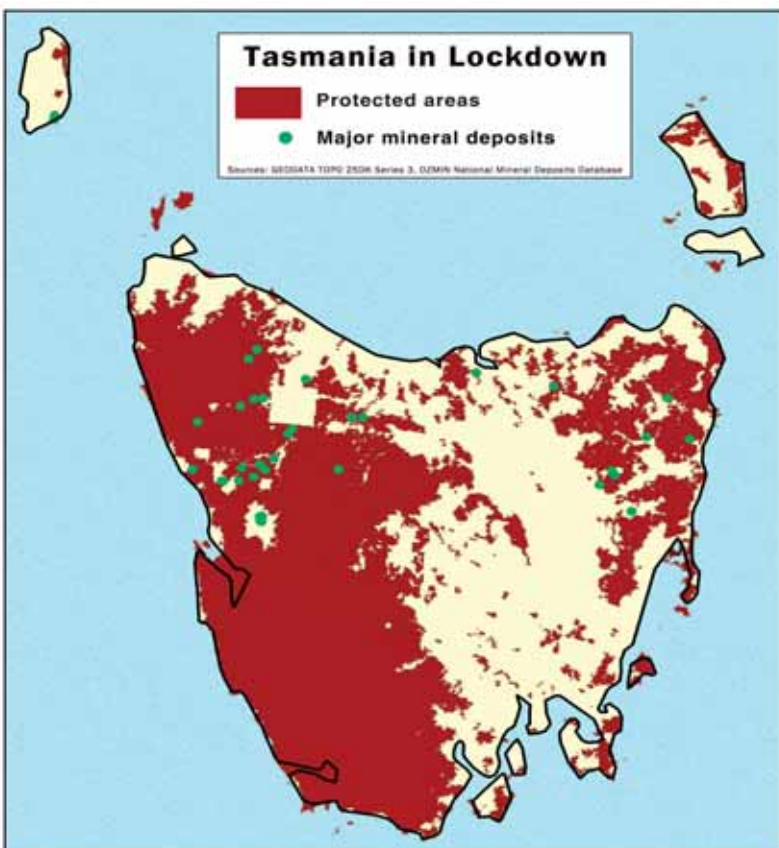 Tasmania in Lockdown
Protected areas
Major mineral deposits
Sources: GEODATA TOPO 250K Series 3, OZMIN National Mineral Deposits Database